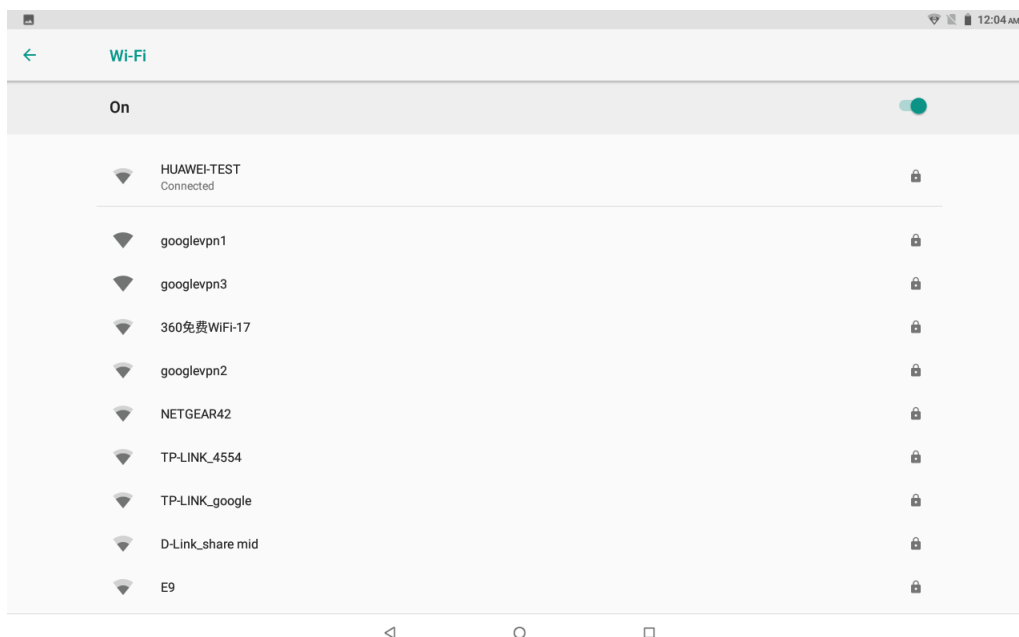 12:04 AM
Wi-Fi
On
HUAWEI-TEST
Connected
googlevpn1
googlevpn3
360免费WiFi-17
googlevpn2
NETGEAR42
TP-LINK_4554
TP-LINK_google
D-Link_share mid
E9